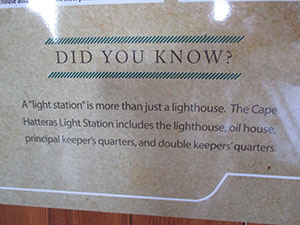 DID YOU KNOW?
A "light station" is more than just a lighthouse. The Cape
Hatteras Light Station includes the lighthouse, oil house,
principal keeper's quarters, and double keepers' quarters.